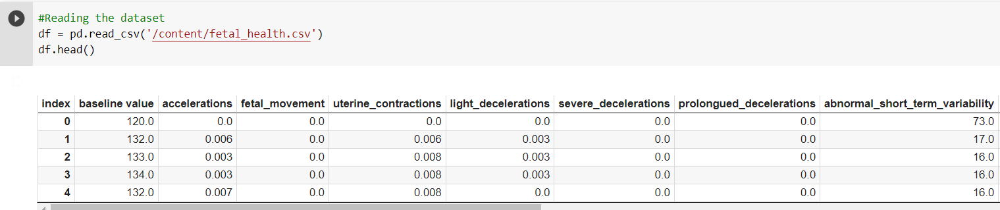 #Reading the dataset
df = pd.read_csv('/content/fetal_health.csv')
df.head()
index baseline value accelerations fetal_movement uterine_contractions light_decelerations severe_decelerations prolongued_decelerations abnormal_short_term_variability
0 120.0 0.0 0.0 0.0 0.0 0.0 0.0 73.0
1 132.0 0.006 0.0 0.006 0.003 0.0 0.0 17.0
2 133.0 0.003 0.0 0.008 0.003 0.0 0.0 16.0
3 134.0 0.003 0.0 0.008 0.003 0.0 0.0 16.0
4 132.0 0.007 0.0 0.008 0.0 0.0 0.0 16.0